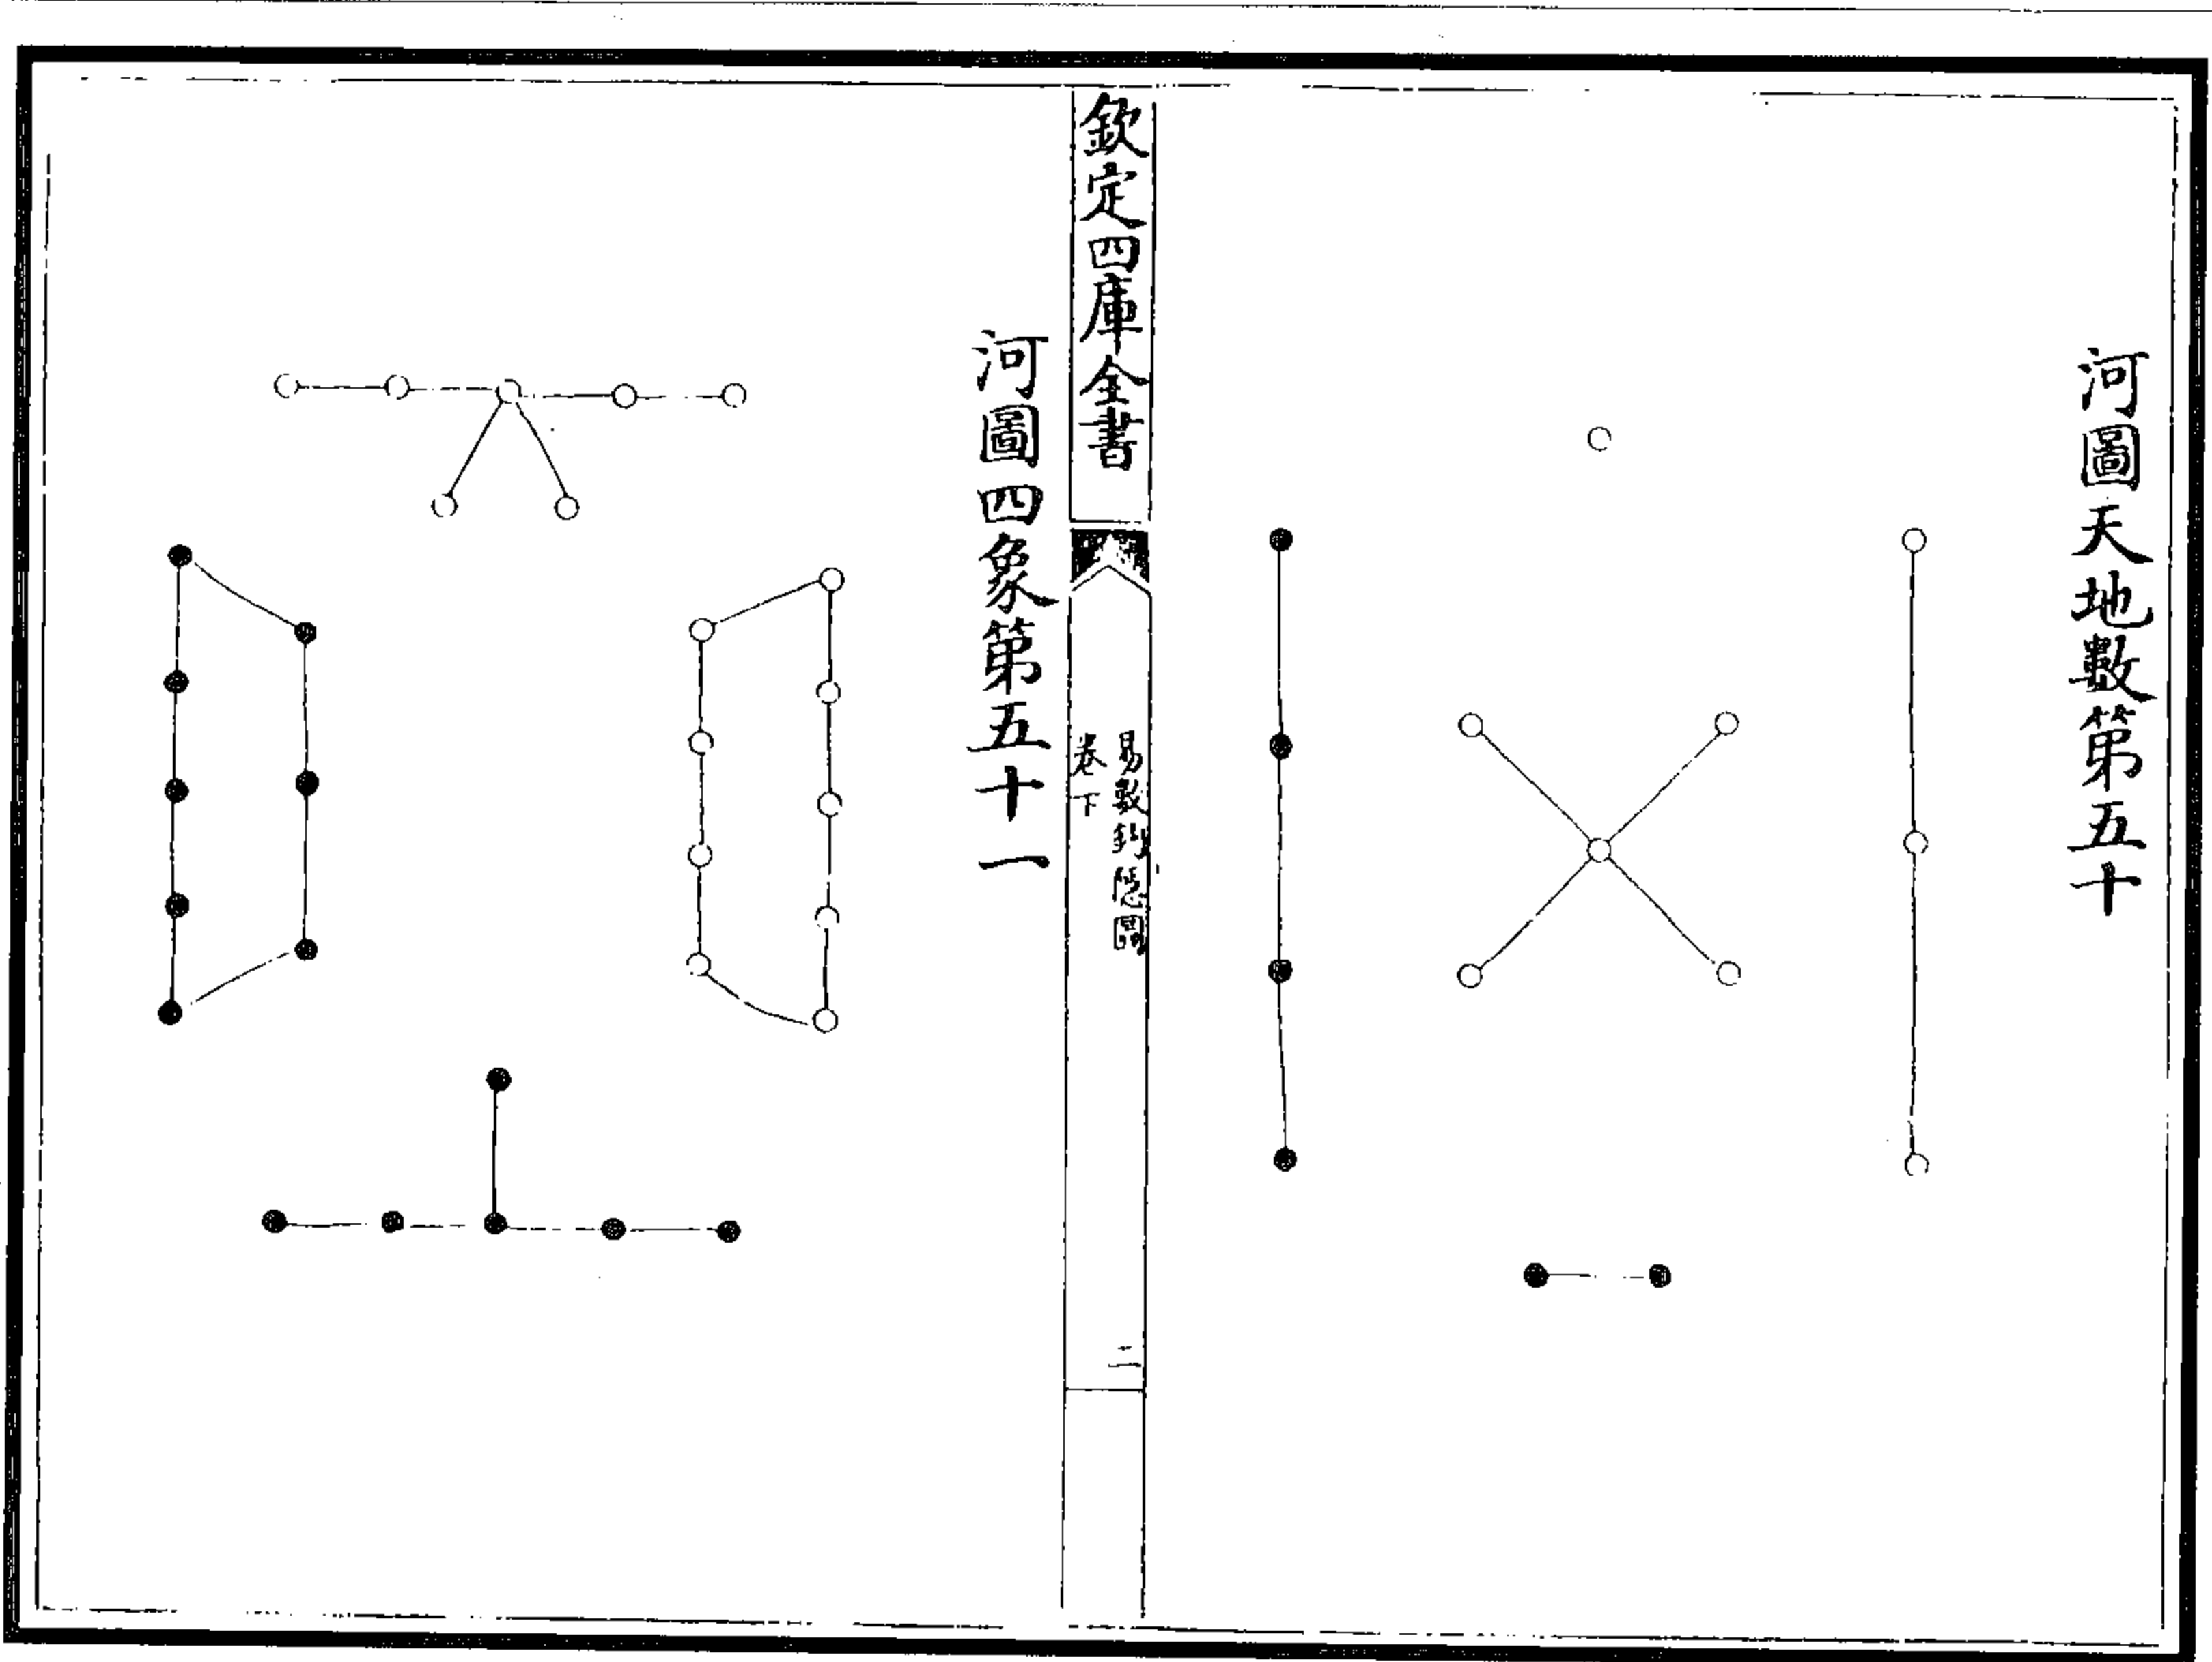 河圖天地數第五十
欽定四庫全書
易數鉤隱圖
卷下
二
河圖四象第五十一